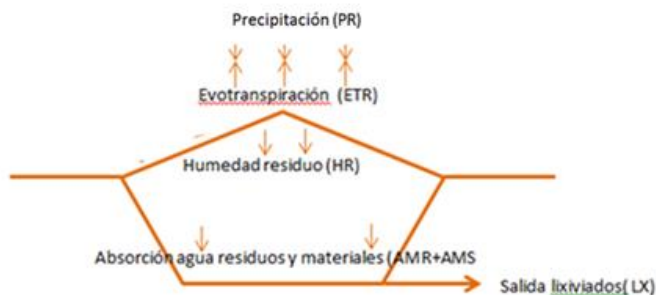 Precipitación (PR)
Evotranspiración (ETR)
Humedad residuo (HR)
Absorción agua residuos y materiales (AMR+AMS
Salida lixiviados( LX)